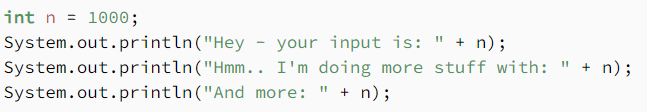 int n = 1000;
System.out.println("Hey – your input is: " + n);
System.out.println("Hmm.. I'm doing more stuff with: " + n);
System.out.println("And more: " + n);